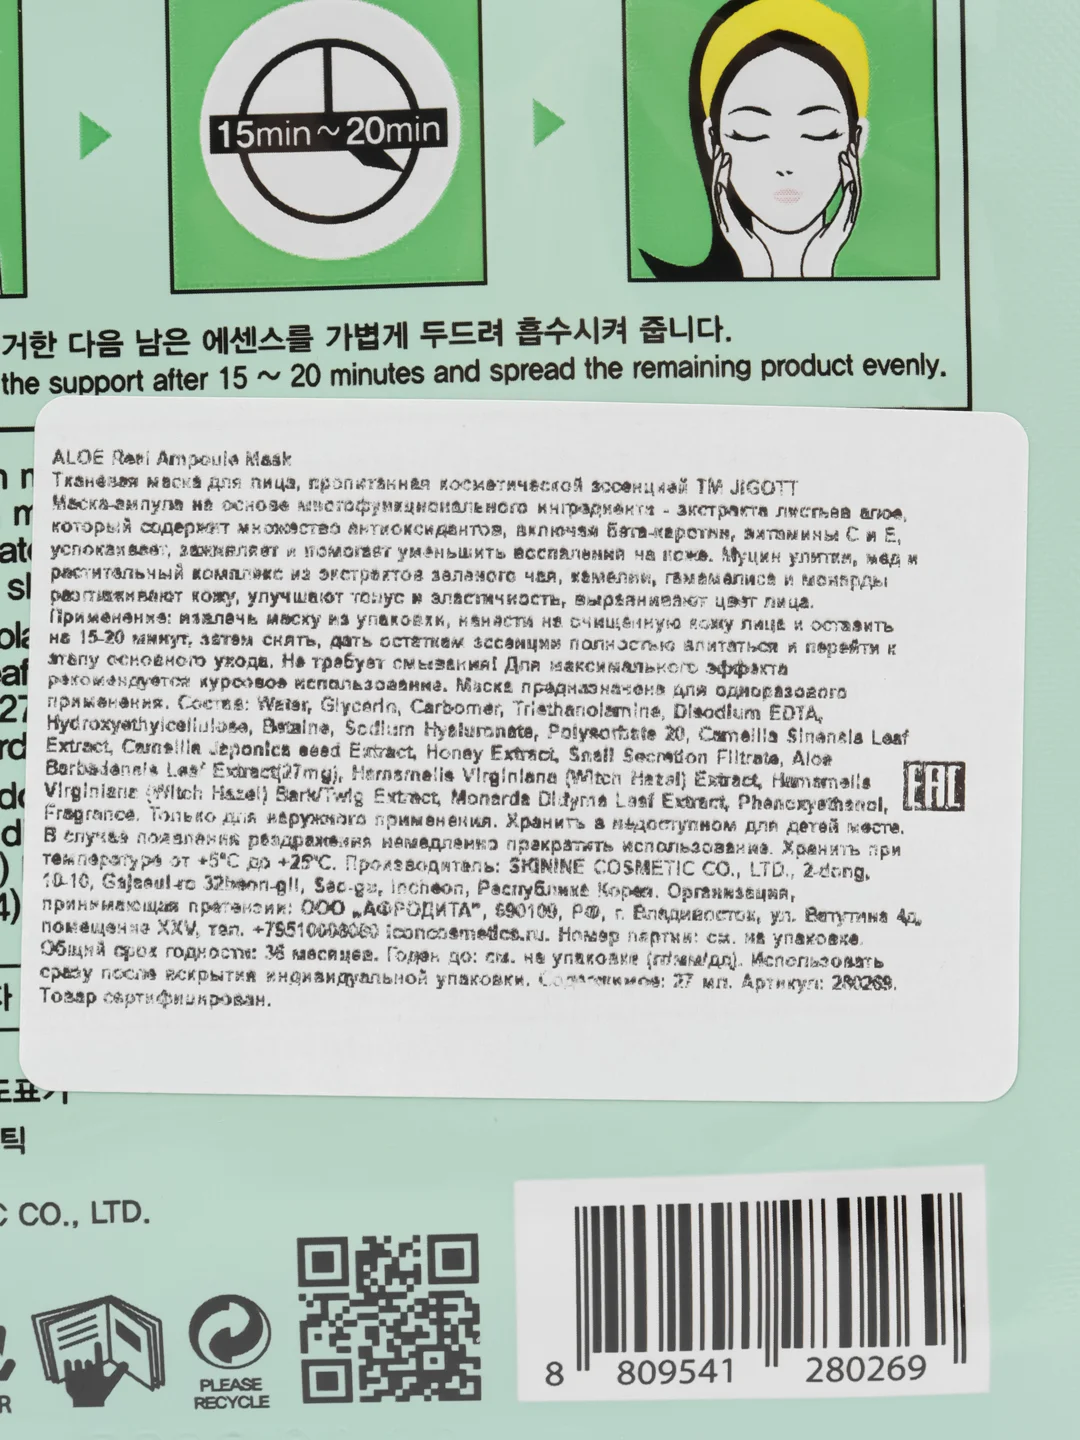 15min ~ 20min
거한 다음 남은 에센스를 가볍게 두드려 흡수시켜 줍니다.
the support after 15 ~ 20 minutes and spread the remaining product evenly.
ALOE Real Ampoule Mask
Тканевая маска для лица, пропитанная косметической эссенцией ТМ JIGOTT
Маска-ампула на основе многофункционального ингредиента - экстракта листьев алоэ,
который содержит множество антиоксидантов, включая Бета-каротин, витамины С и Е,
успокаивает, заживляет и помогает уменьшить воспаления на коже. Муцин улитки, мед и
растительный комплекс из экстрактов зеленого чая, камелии, гамамелиса и монарды
разглаживают кожу, улучшают тонус и эластичность, выравнивают цвет лица.
Применение: извлечь маску из упаковки, нанести на очищенную кожу лица и оставить
на 15-20 минут, затем снять, дать остаткам эссенции полностью впитаться и перейти к
этапу основного ухода. Не требует смывания! Для максимального эффекта
рекомендуется курсовое использование. Маска предназначена для одноразового
применения. Состав: Water, Glycerin, Carbomer, Triethanolamine, Disodium EDTA,
Hydroxyethylcellulose, Betaine, Sodium Hyaluronate, Polysorbate 20, Camellia Sinensis Leaf
Extract, Camellia Japonica seed Extract, Honey Extract, Snail Secretion Filtrate, Aloe
Barbadensis Leaf Extract(27mg), Hamamelis Virginiana (Witch Hazel) Extract, Hamamelis
Virginiana (Witch Hazel) Bark/Twig Extract, Monarda Didyma Leaf Extract, Phenoxyethanol,
Fragrance. Только для наружного применения. Хранить в недоступном для детей месте.
В случае появления раздражения немедленно прекратить использование. Хранить при
температуре от +5°C до +25°C. Производитель: SHININE COSMETIC CO., LTD., 2-dong,
10-10, Gajaeul-ro 32beon-gil, Seo-gu, Incheon, Республика Корея. Организация,
принимающая претензии: ООО „АФРОДИТА", 690109, РФ, г. Владивосток, ул. Ватутина 4д,
помещение XXV, тел. iconcosmetics.ru. Номер партии: см. на упаковке.
Общий срок годности: 36 месяцев. Годен до: см. на упаковке (гг/мм/дд). Использовать
сразу после вскрытия индивидуальной упаковки. Содержимое: 27 мл. Артикул: 280269.
Товар сертифицирован.
EAC
CO., LTD.
PLEASE
RECYCLE
8 809541 280269